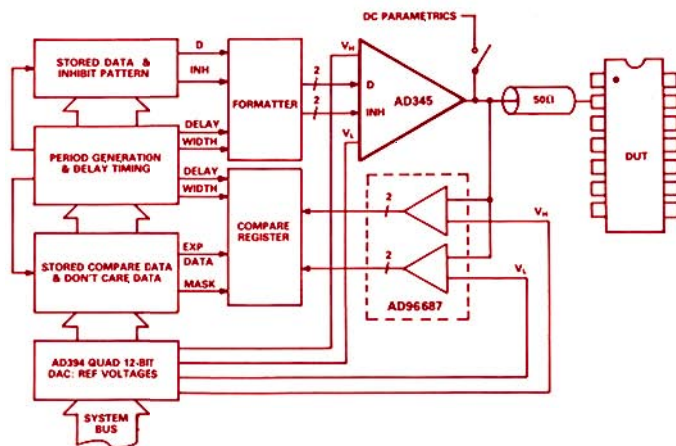 DC PARAMETRICS
STORED DATA &
INHIBIT PATTERN
D
INH
FORMATTER
2
2
VH
D
INH
VL
AD345
50Ω
DUT
PERIOD GENERATION
& DELAY TIMING
DELAY
WIDTH
DELAY
WIDTH
COMPARE
REGISTER
2
2
VH
VL
AD96687
STORED COMPARE DATA
& DON'T CARE DATA
EXP
DATA
MASK
AD394 QUAD 12-BIT
DAC: REF VOLTAGES
SYSTEM
BUS